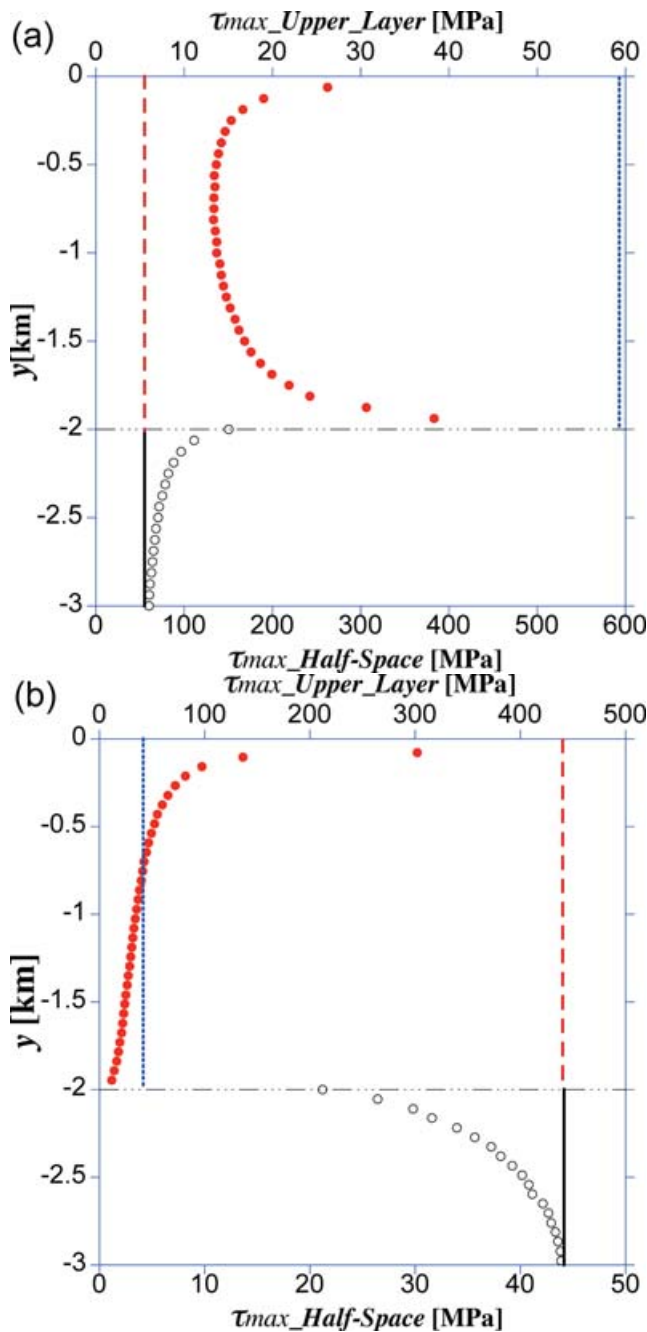 (a)
τmax_Upper_Layer [MPa]
0 10 20 30 40 50 60
0
-0.5
-1
-1.5
-2
-2.5
-3
y[km]
0 100 200 300 400 500 600
τmax_Half-Space [MPa]
(b)
τmax_Upper_Layer [MPa]
0 100 200 300 400 500
0
-0.5
-1
-1.5
-2
-2.5
-3
y [km]
0 10 20 30 40 50
τmax_Half-Space [MPa]